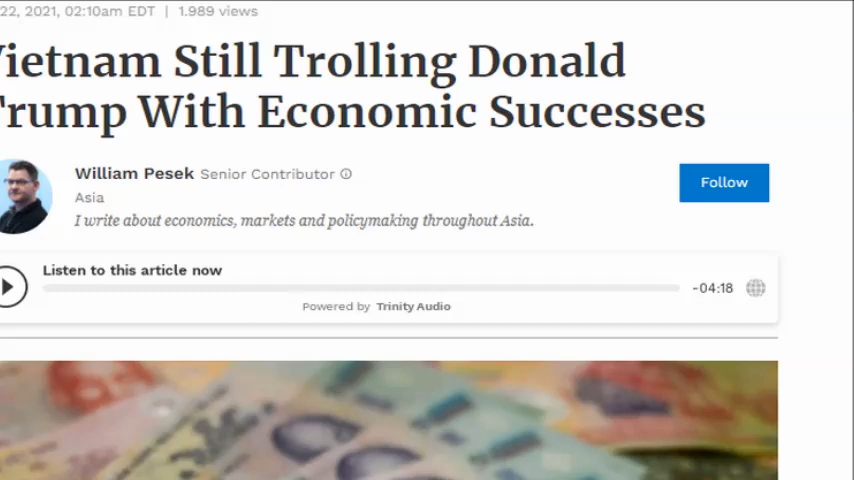 22, 2021, 02:10am EDT | 1.989 views
Vietnam Still Trolling Donald
Trump With Economic Successes
William Pesek Senior Contributor
Asia
I write about economics, markets and policymaking throughout Asia.
Follow
Listen to this article now
-04:18
Powered by Trinity Audio